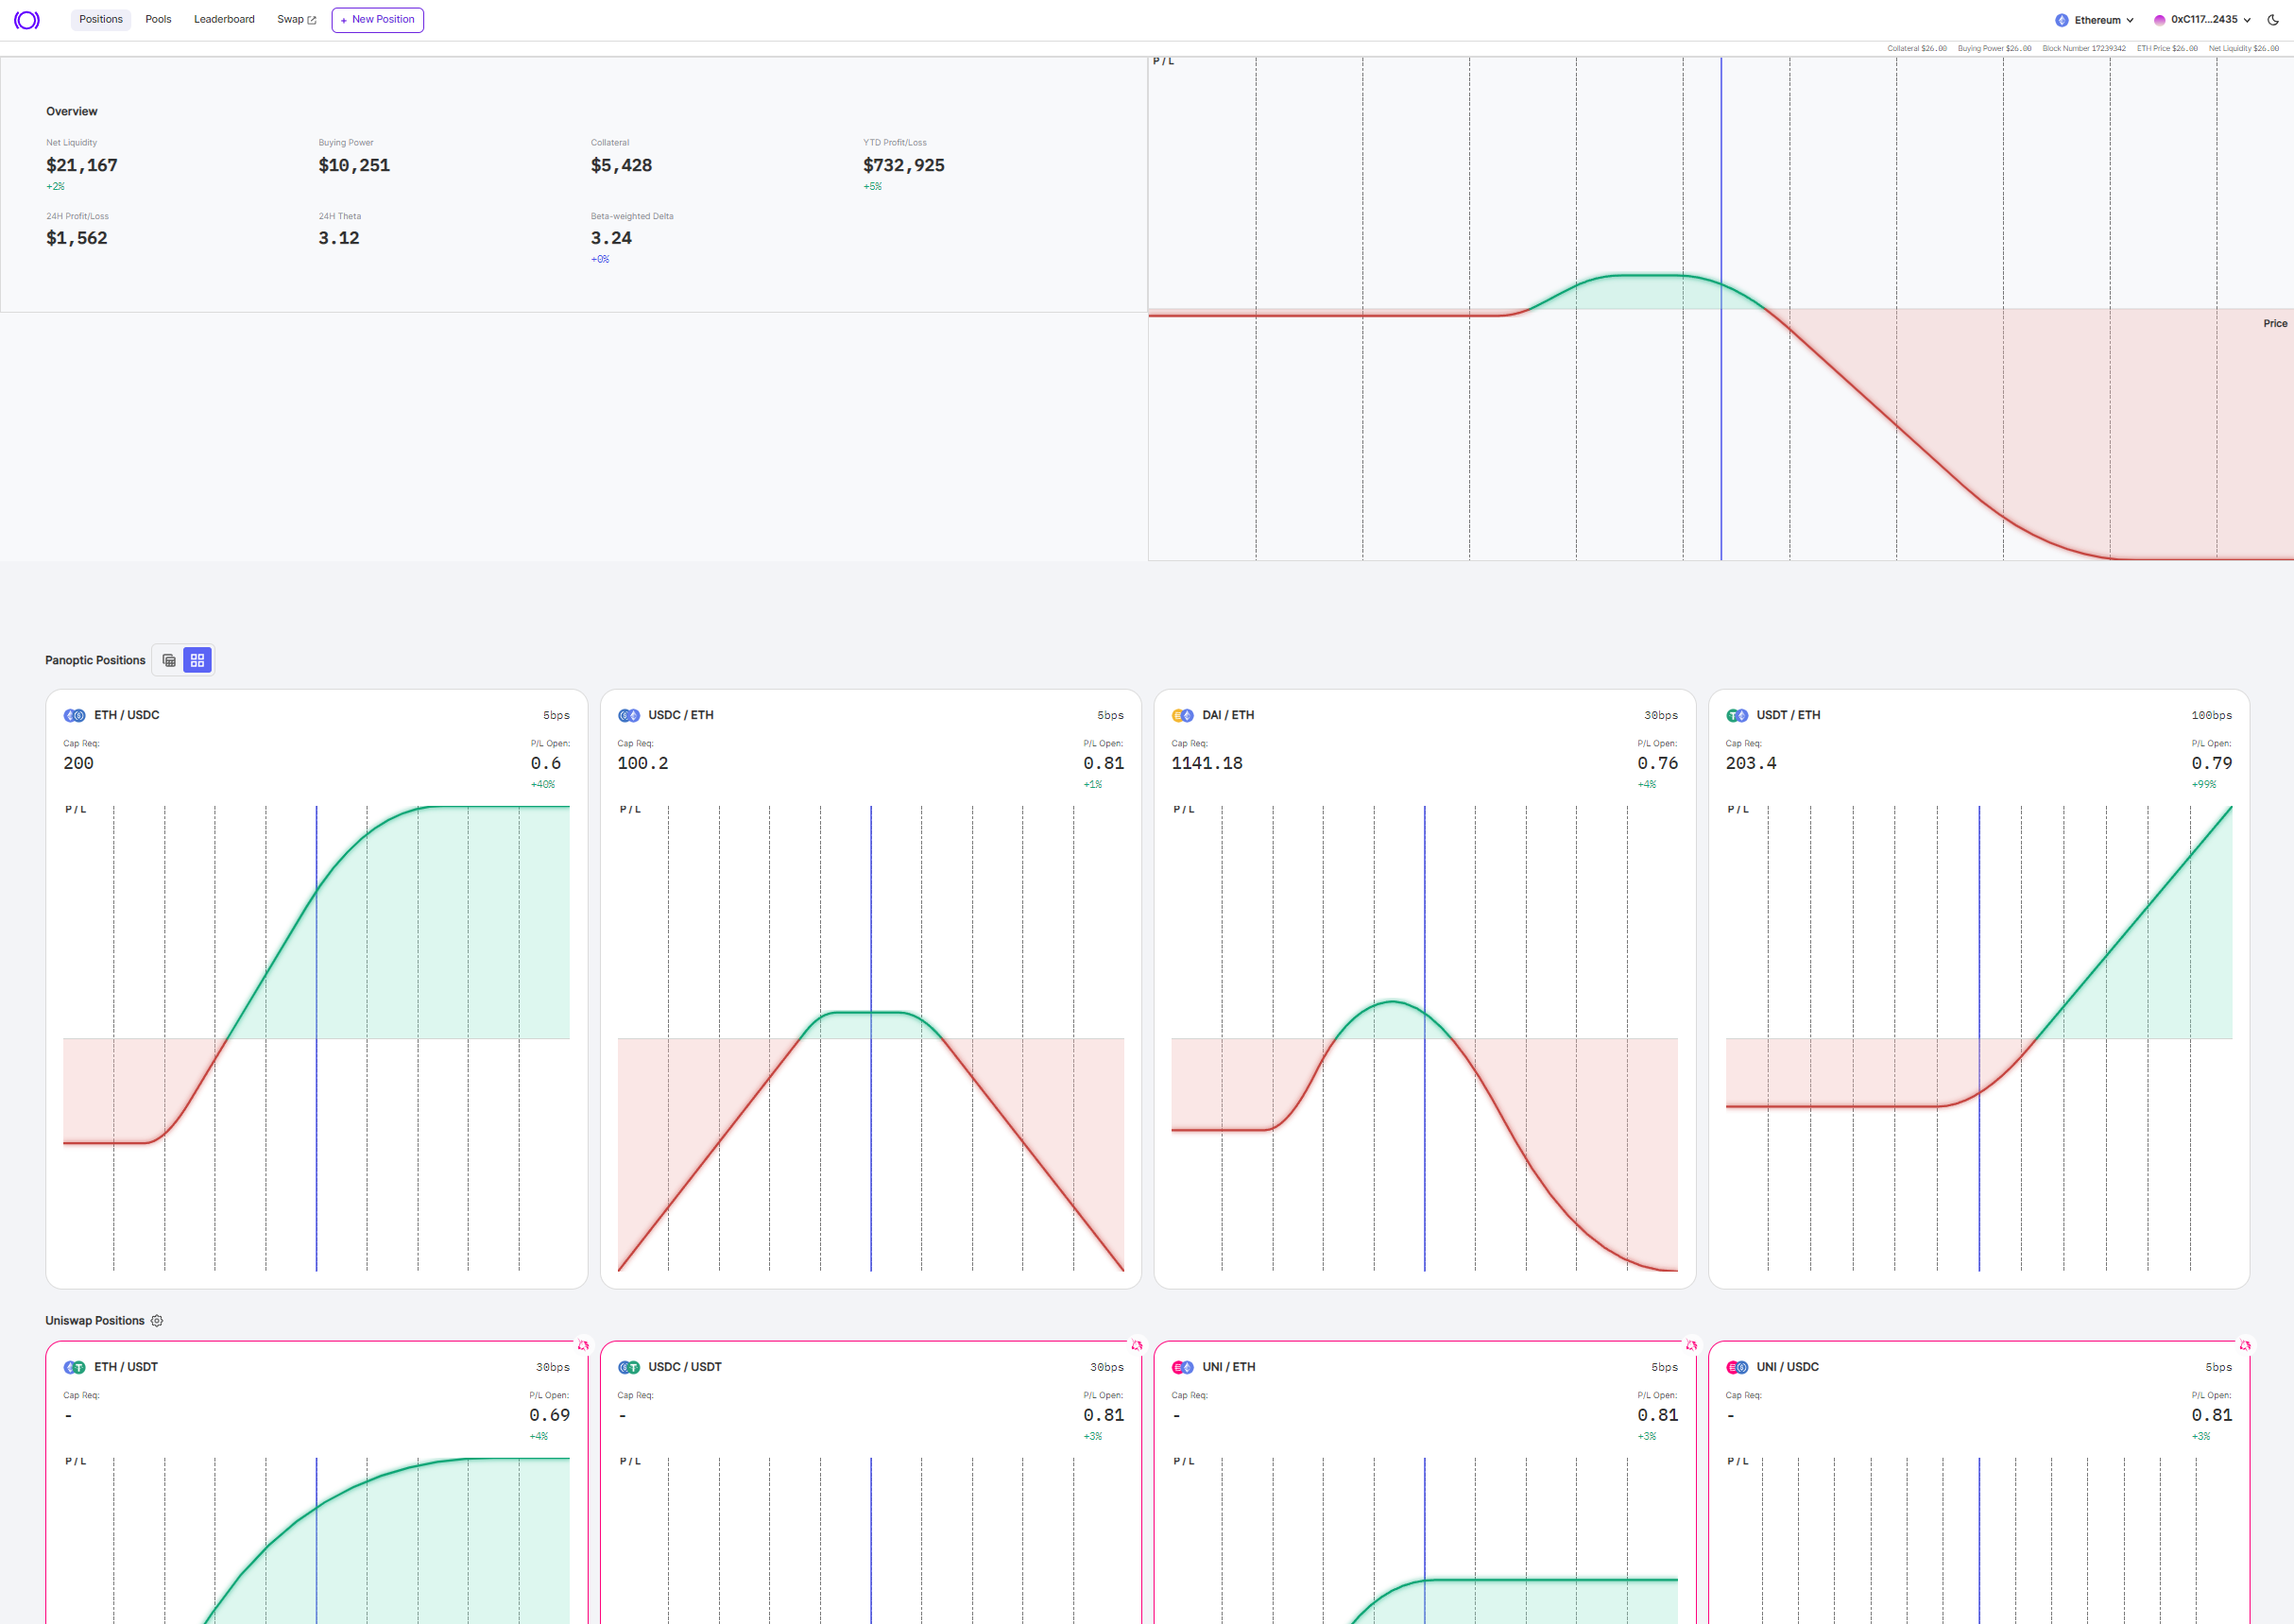 Positions Pools Leaderboard Swap + New Position Ethereum 0xC117...2435
Collateral $26.00 Buying Power $26.00 Block Number 17239342 ETH Price $26.00 Net Liquidity $26.00
P / L
Overview
Net Liquidity Buying Power Collateral YTD Profit/Loss
$21,167 $10,251 $5,428 $732,925
+2% +5%
24H Profit/Loss 24H Theta Beta-weighted Delta
$1,562 3.12 3.24
+0%
Price
Panoptic Positions
ETH / USDC 5bps USDC / ETH 5bps DAI / ETH 30bps USDT / ETH 100bps
Cap Req: P/L Open: Cap Req: P/L Open: Cap Req: P/L Open: Cap Req: P/L Open:
200 0.6 100.2 0.81 1141.18 0.76 203.4 0.79
+40% +1% +4% +99%
P / L P / L P / L P / L
Uniswap Positions
ETH / USDT 30bps USDC / USDT 30bps UNI / ETH 5bps UNI / USDC 5bps
Cap Req: P/L Open: Cap Req: P/L Open: Cap Req: P/L Open: Cap Req: P/L Open:
- 0.69 - 0.81 - 0.81 - 0.81
+4% +3% +3% +3%
P / L P / L P / L P / L